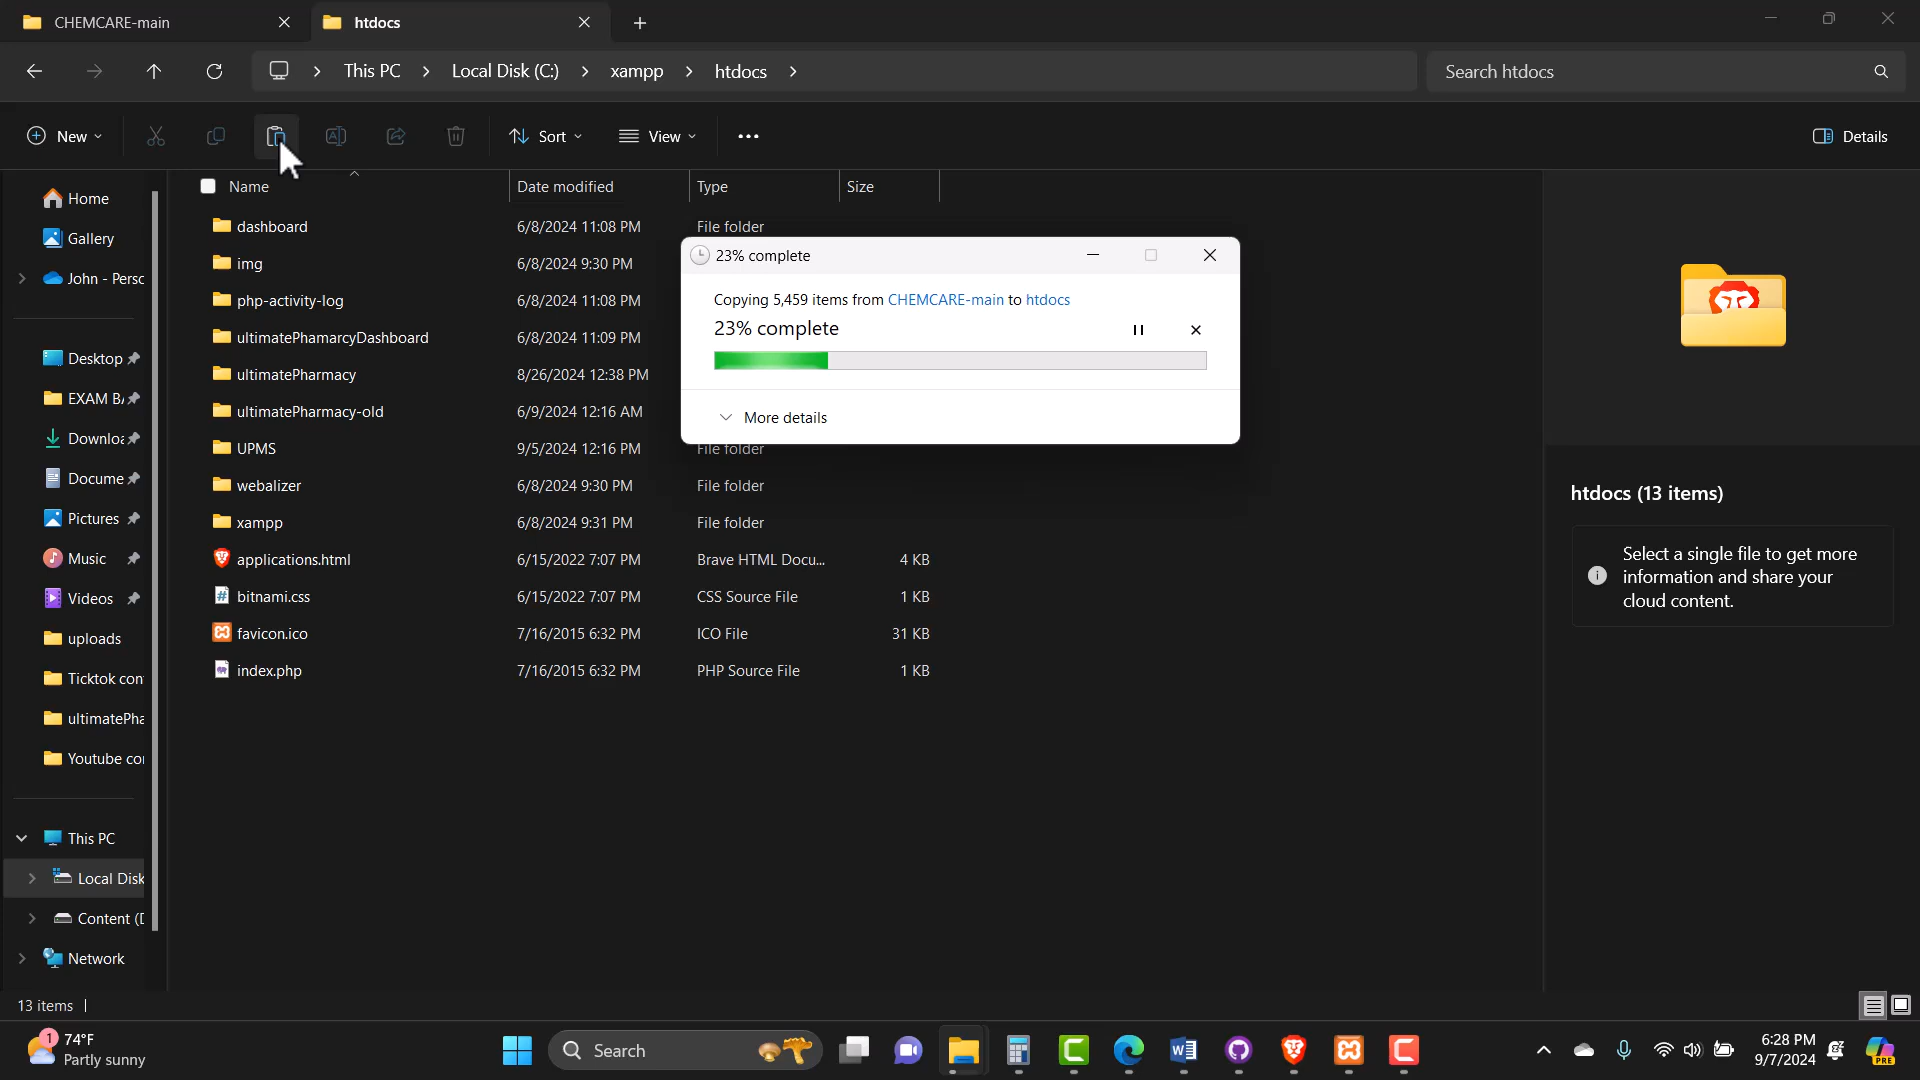 CHEMCARE-main
htdocs
This PC
Local Disk (C:)
xampp
htdocs
Search htdocs
New
Sort
View
Details
Name
Date modified
Type
Size
Home
Gallery
John - Persc
Desktop
EXAM BA
Downloa
Docume
Pictures
Music
Videos
uploads
Ticktok con
ultimatePha
Youtube co
This PC
Local Disk
Content (D
Network
dashboard 6/8/2024 11:08 PM File folder
img 6/8/2024 9:30 PM
php-activity-log 6/8/2024 11:08 PM
ultimatePhamarcyDashboard 6/8/2024 11:09 PM
ultimatePharmacy 8/26/2024 12:38 PM
ultimatePharmacy-old 6/9/2024 12:16 AM
UPMS 9/5/2024 12:16 PM File folder
webalizer 6/8/2024 9:30 PM File folder
xampp 6/8/2024 9:31 PM File folder
applications.html 6/15/2022 7:07 PM Brave HTML Docu... 4 KB
bitnami.css 6/15/2022 7:07 PM CSS Source File 1 KB
favicon.ico 7/16/2015 6:32 PM ICO File 31 KB
index.php 7/16/2015 6:32 PM PHP Source File 1 KB
23% complete
Copying 5,459 items from CHEMCARE-main to htdocs
23% complete
More details
htdocs (13 items)
Select a single file to get more
information and share your
cloud content.
13 items
1
74°F
Partly sunny
Search
6:28 PM
9/7/2024
PRE